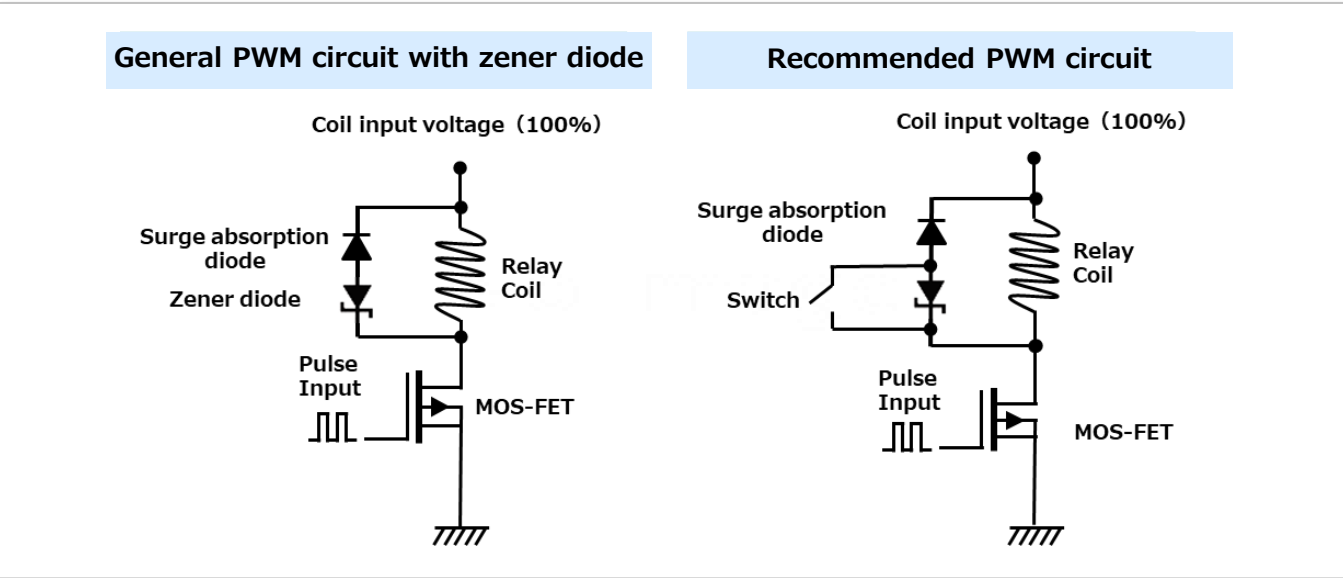 General PWM circuit with zener diode
Coil input voltage（100%）
Surge absorption
diode
Zener diode
Relay
Coil
Pulse
Input
MOS-FET
Recommended PWM circuit
Coil input voltage（100%）
Surge absorption
diode
Switch
Relay
Coil
Pulse
Input
MOS-FET